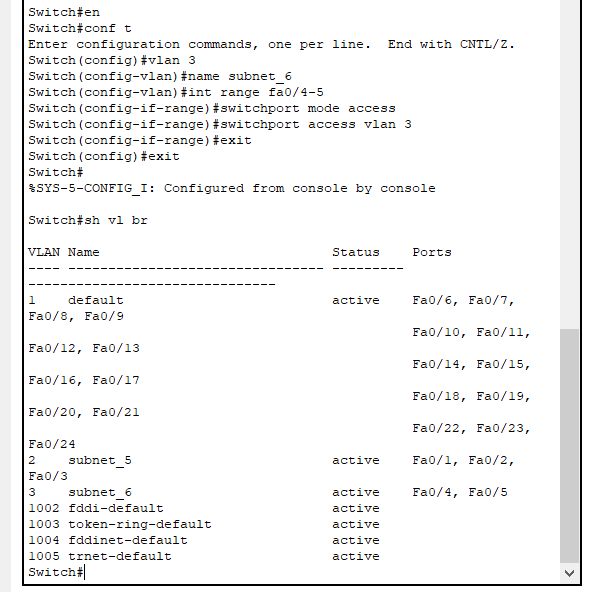 Switch#en
Switch#conf t
Enter configuration commands, one per line.  End with CNTL/Z.
Switch(config)#vlan 3
Switch(config-vlan)#name subnet_6
Switch(config-vlan)#int range fa0/4-5
Switch(config-if-range)#switchport mode access
Switch(config-if-range)#switchport access vlan 3
Switch(config-if-range)#exit
Switch(config)#exit
Switch#
%SYS-5-CONFIG_I: Configured from console by console
Switch#sh vl br
VLAN Name                             Status    Ports
---- -------------------------------- ---------
-------------------------------
1    default                          active    Fa0/6, Fa0/7,
Fa0/8, Fa0/9
                                                Fa0/10, Fa0/11,
Fa0/12, Fa0/13
                                                Fa0/14, Fa0/15,
Fa0/16, Fa0/17
                                                Fa0/18, Fa0/19,
Fa0/20, Fa0/21
                                                Fa0/22, Fa0/23,
Fa0/24
2    subnet_5                         active    Fa0/1, Fa0/2,
Fa0/3
3    subnet_6                         active    Fa0/4, Fa0/5
1002 fddi-default                     active
1003 token-ring-default               active
1004 fddinet-default                  active
1005 trnet-default                    active
Switch#